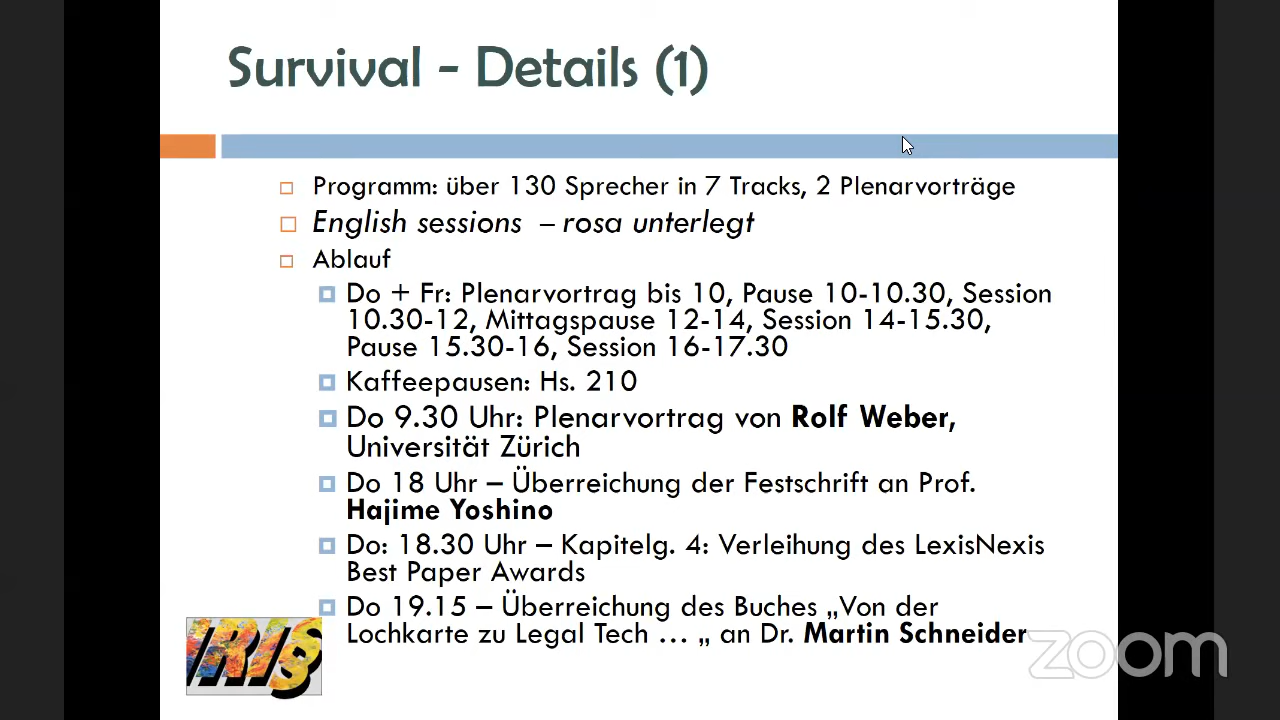 Survival - Details (1)
Programm: über 130 Sprecher in 7 Tracks, 2 Plenarvorträge
English sessions – rosa unterlegt
Ablauf
Do + Fr: Plenarvortrag bis 10, Pause 10-10.30, Session
10.30-12, Mittagspause 12-14, Session 14-15.30,
Pause 15.30-16, Session 16-17.30
Kaffeepausen: Hs. 210
Do 9.30 Uhr: Plenarvortrag von Rolf Weber,
Universität Zürich
Do 18 Uhr – Überreichung der Festschrift an Prof.
Hajime Yoshino
Do: 18.30 Uhr – Kapitelg. 4: Verleihung des LexisNexis
Best Paper Awards
Do 19.15 – Überreichung des Buches „Von der
Lochkarte zu Legal Tech … „ an Dr. Martin Schneider
IRIS
zoom